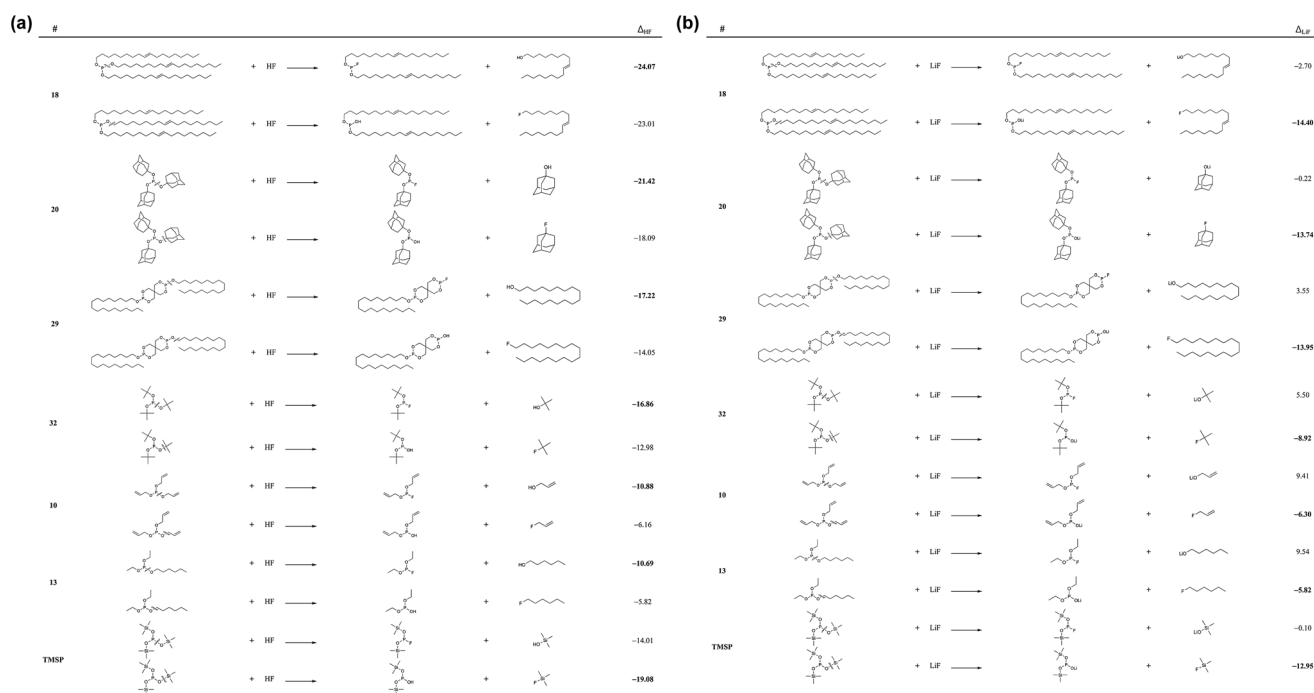 (a) # Δ_HF
+ HF + −24.07
18
+ HF + −23.01
+ HF + −21.42
20
+ HF + −18.09
+ HF + −17.22
29
+ HF + −14.05
+ HF + −16.86
32
+ HF + −12.98
+ HF + −10.88
10
+ HF + −6.16
+ HF + −10.69
13
+ HF + −5.82
+ HF + −14.01
TMSP
+ HF + −19.08
(b) # Δ_LiF
+ LiF + −2.70
18
+ LiF + −14.40
+ LiF + −0.22
20
+ LiF + −13.74
+ LiF + 3.55
29
+ LiF + −13.95
+ LiF + 5.50
32
+ LiF + −8.92
+ LiF + 9.41
10
+ LiF + −6.30
+ LiF + 9.54
13
+ LiF + −5.82
+ LiF + −0.10
TMSP
+ LiF + −12.95